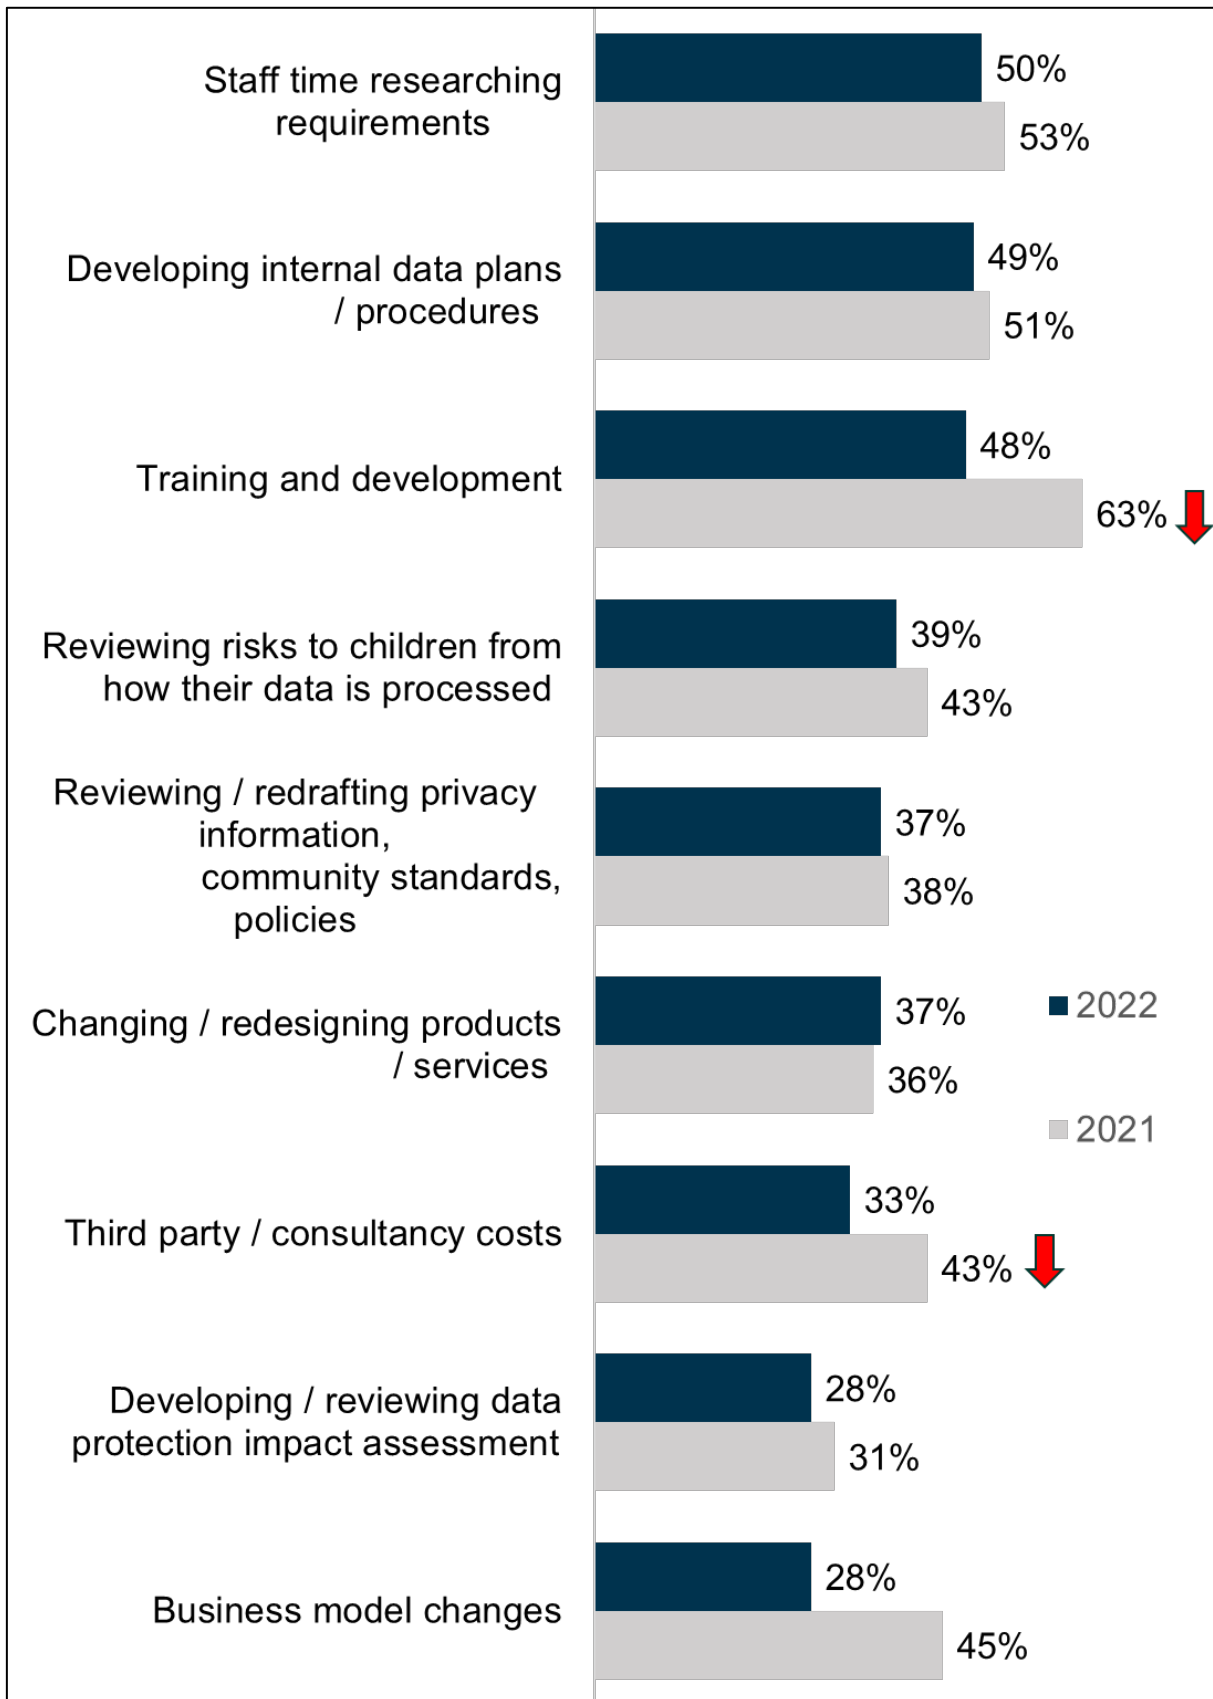 Staff time researching
requirements
50%
53%
Developing internal data plans
/ procedures
49%
51%
Training and development
48%
63%
Reviewing risks to children from
how their data is processed
39%
43%
Reviewing / redrafting privacy
information,
community standards,
policies
37%
38%
Changing / redesigning products
/ services
37%
36%
2022
2021
Third party / consultancy costs
33%
43%
Developing / reviewing data
protection impact assessment
28%
31%
Business model changes
28%
45%